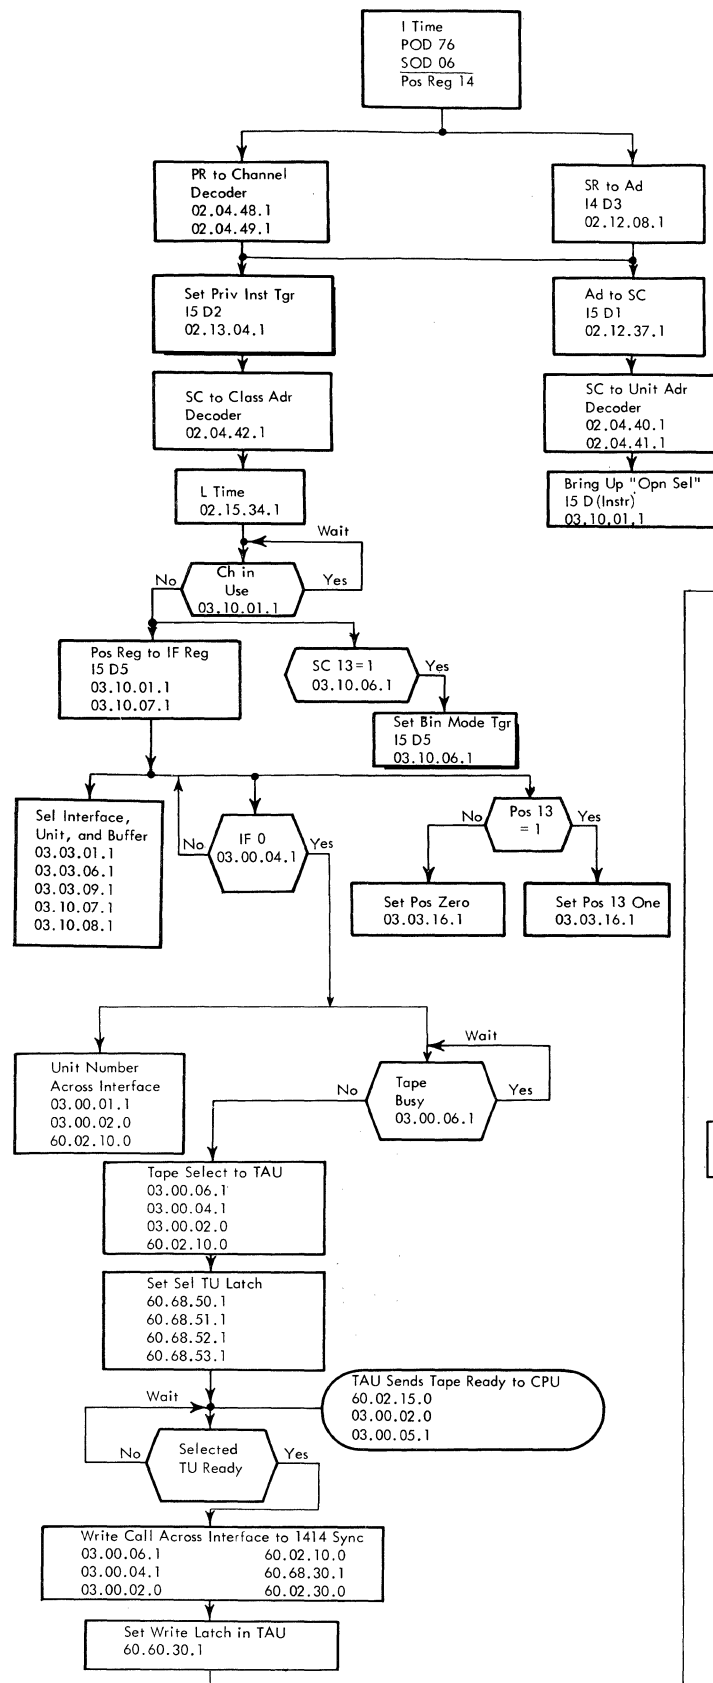 I Time
POD 76
SOD 06
Pos Reg 14
PR to Channel
Decoder
02.04.48.1
02.04.49.1
SR to Ad
I4 D3
02.12.08.1
Set Priv Inst Tgr
I5 D2
02.13.04.1
Ad to SC
I5 D1
02.12.37.1
SC to Class Adr
Decoder
02.04.42.1
SC to Unit Adr
Decoder
02.04.40.1
02.04.41.1
L Time
02.15.34.1
Bring Up "Opn Sel"
I5 D (Instr)
03.10.01.1
Wait
No
Ch in
Use
03.10.01.1
Yes
Pos Reg to IF Reg
I5 D5
03.10.01.1
03.10.07.1
SC 13=1
03.10.06.1
Yes
Set Bin Mode Tgr
I5 D5
03.10.06.1
Sel Interface,
Unit, and Buffer
03.03.01.1
03.03.06.1
03.03.09.1
03.10.07.1
03.10.08.1
No
IF 0
03.00.04.1
Yes
No
Pos 13
= 1
Yes
Set Pos Zero
03.03.16.1
Set Pos 13 One
03.03.16.1
Wait
Unit Number
Across Interface
03.00.01.1
03.00.02.0
60.02.10.0
No
Tape
Busy
03.00.06.1
Yes
Tape Select to TAU
03.00.06.1
03.00.04.1
03.00.02.0
60.02.10.0
Set Sel TU Latch
60.68.50.1
60.68.51.1
60.68.52.1
60.68.53.1
TAU Sends Tape Ready to CPU
60.02.15.0
03.00.02.0
03.00.05.1
Wait
No
Selected
TU Ready
Yes
Write Call Across Interface to 1414 Sync
03.00.06.1 60.02.10.0
03.00.04.1 60.68.30.1
03.00.02.0 60.02.30.0
Set Write Latch in TAU
60.60.30.1